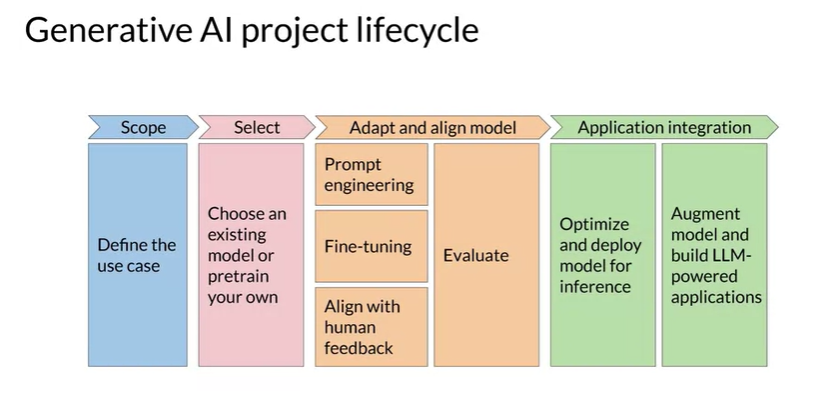 Generative AI project lifecycle
Scope
Select
Adapt and align model
Application integration
Define the
use case
Choose an
existing
model or
pretrain
your own
Prompt
engineering
Fine-tuning
Align with
human
feedback
Evaluate
Optimize
and deploy
model for
inference
Augment
model and
build LLM-
powered
applications